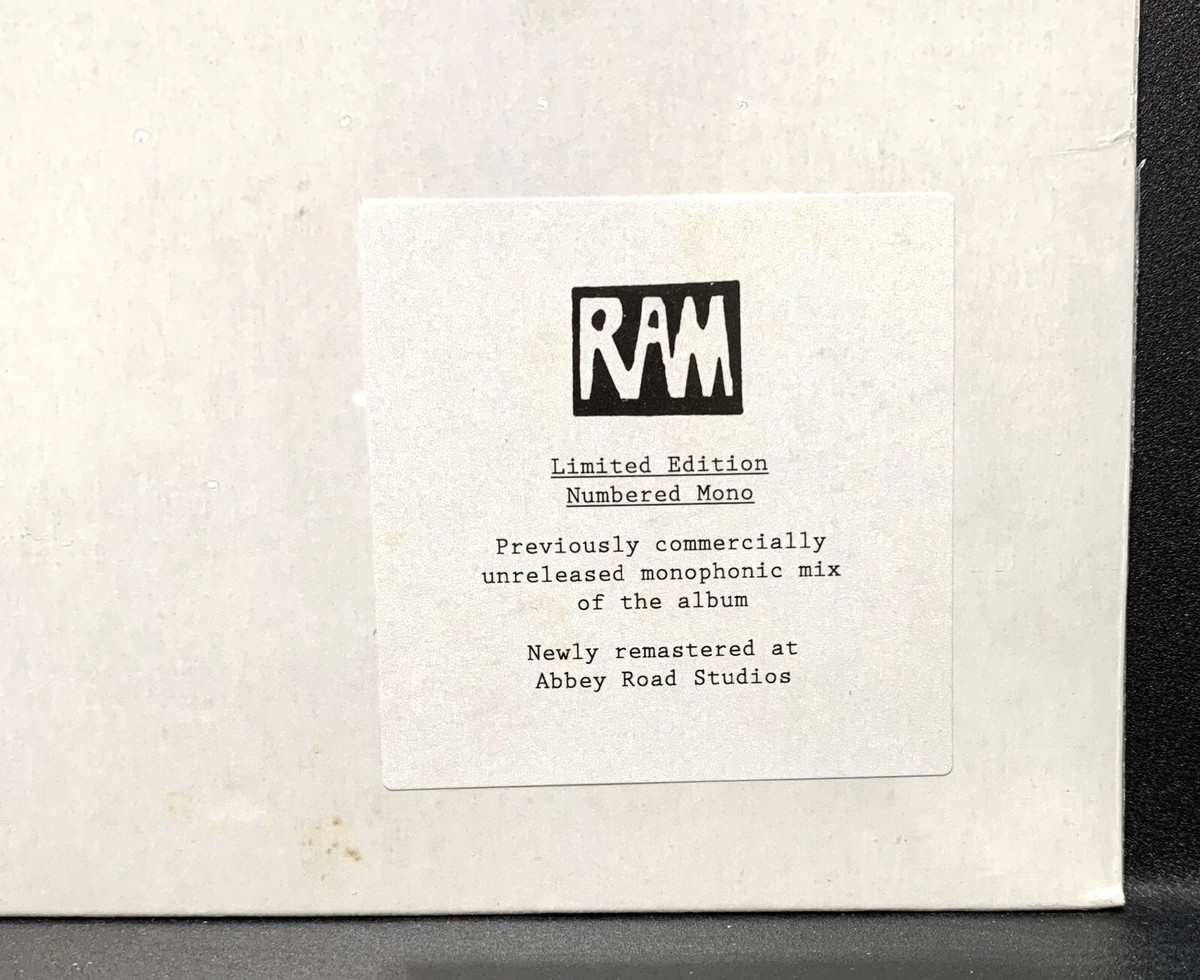 RAM
Limited Edition
Numbered Mono
Previously commercially
unreleased monophonic mix
of the album
Newly remastered at
Abbey Road Studios